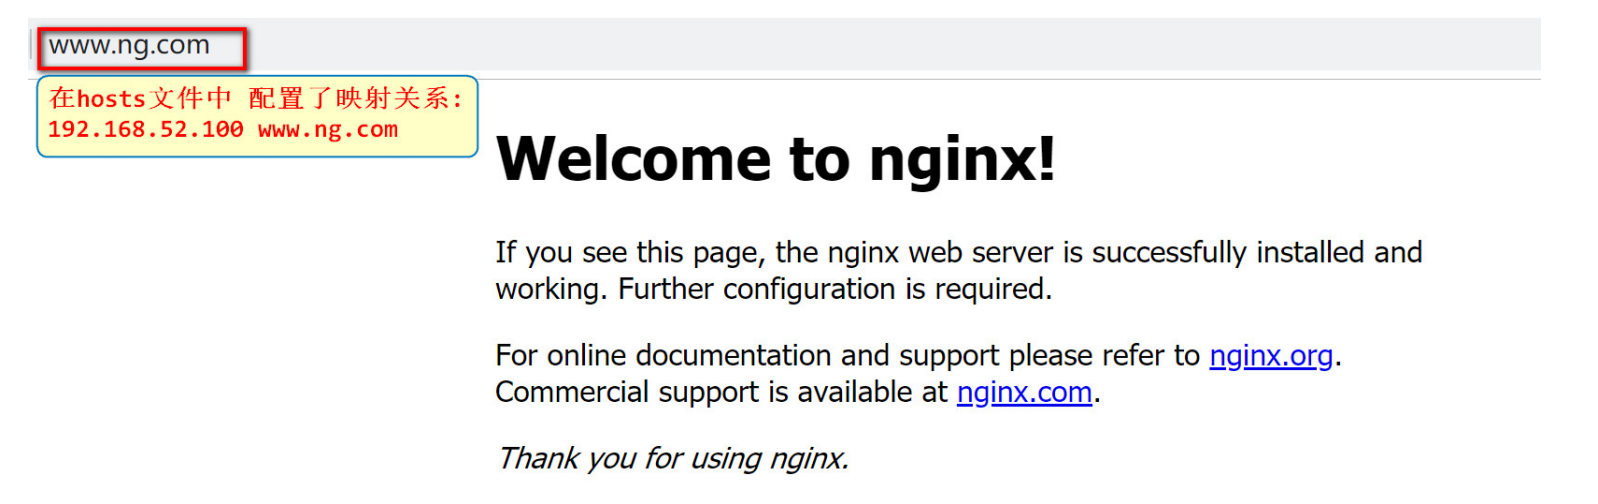 www.ng.com
在hosts文件中 配置了映射关系:
192.168.52.100 www.ng.com
Welcome to nginx!
If you see this page, the nginx web server is successfully installed and
working. Further configuration is required.
For online documentation and support please refer to nginx.org.
Commercial support is available at nginx.com.
Thank you for using nginx.